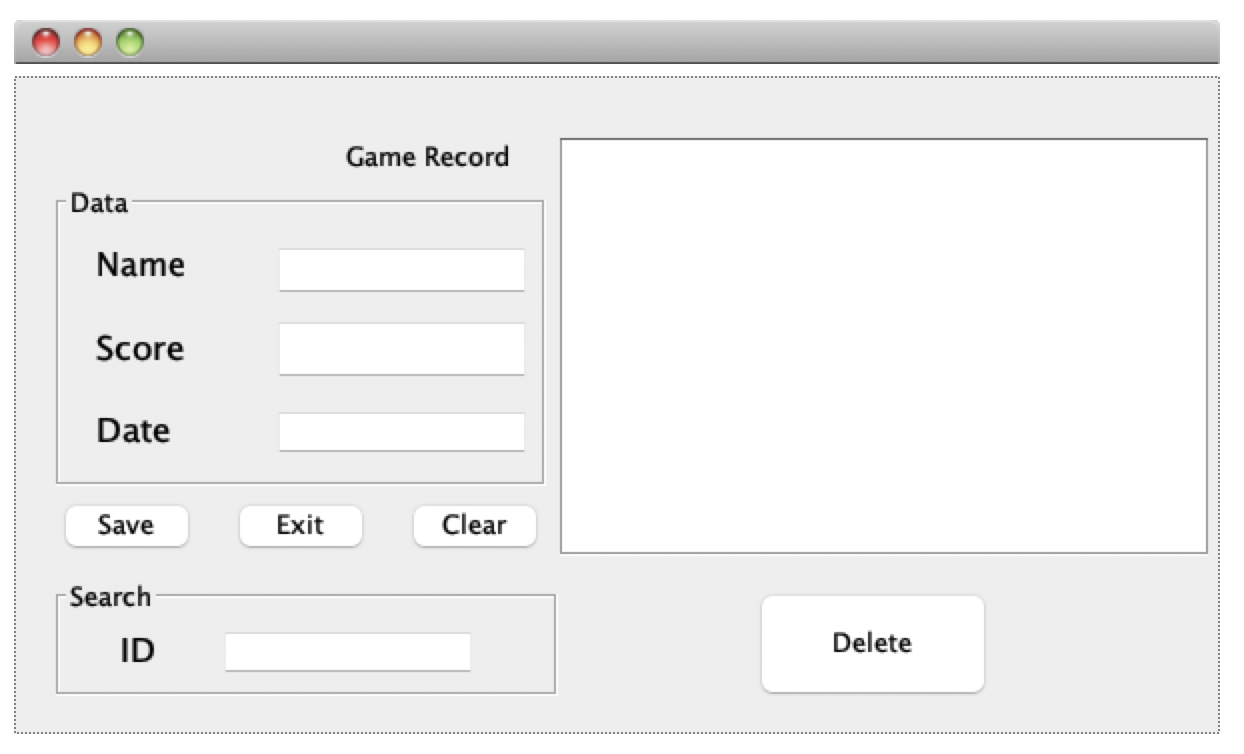 Game Record
Data
Name
Score
Date
Save Exit Clear
Search
ID
Delete